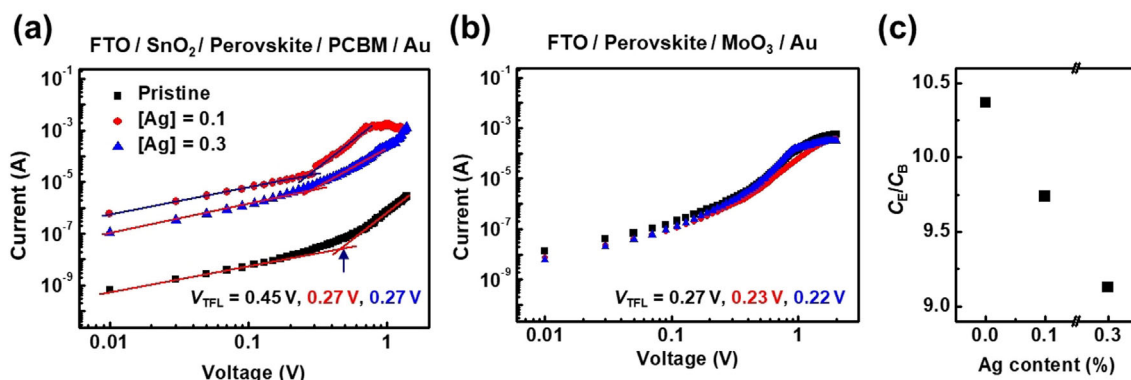 (a)
FTO / SnO₂ / Perovskite / PCBM / Au
10⁻¹
10⁻³
10⁻⁵
10⁻⁷
10⁻⁹
Current (A)
Pristine
[Ag] = 0.1
[Ag] = 0.3
V_TFL = 0.45 V, 0.27 V, 0.27 V
0.01 0.1 1
Voltage (V)
(b)
FTO / Perovskite / MoO₃ / Au
10⁻¹
10⁻³
10⁻⁵
10⁻⁷
10⁻⁹
Current (A)
V_TFL = 0.27 V, 0.23 V, 0.22 V
0.01 0.1 1
Voltage (V)
(c)
10.5
10.0
9.5
9.0
C_E/C_B
0.0 0.1 0.3
Ag content (%)